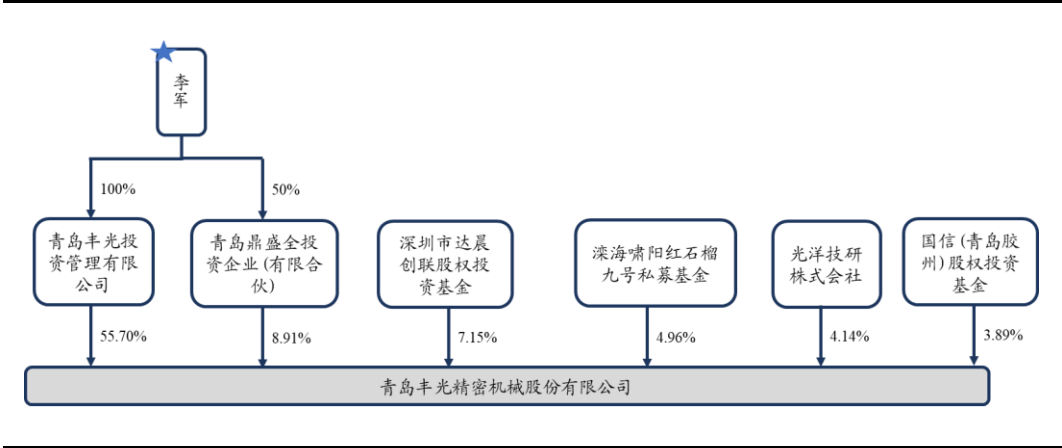 李
军
100%
50%
青岛丰光投
资管理有限
公司
青岛鼎盛全投
资企业(有限合
伙)
深圳市达晨
创联股权投
资基金
滦海啸阳红石榴
九号私募基金
光洋技研
株式会社
国信(青岛胶
州)股权投资
基金
55.70%
8.91%
7.15%
4.96%
4.14%
3.89%
青岛丰光精密机械股份有限公司